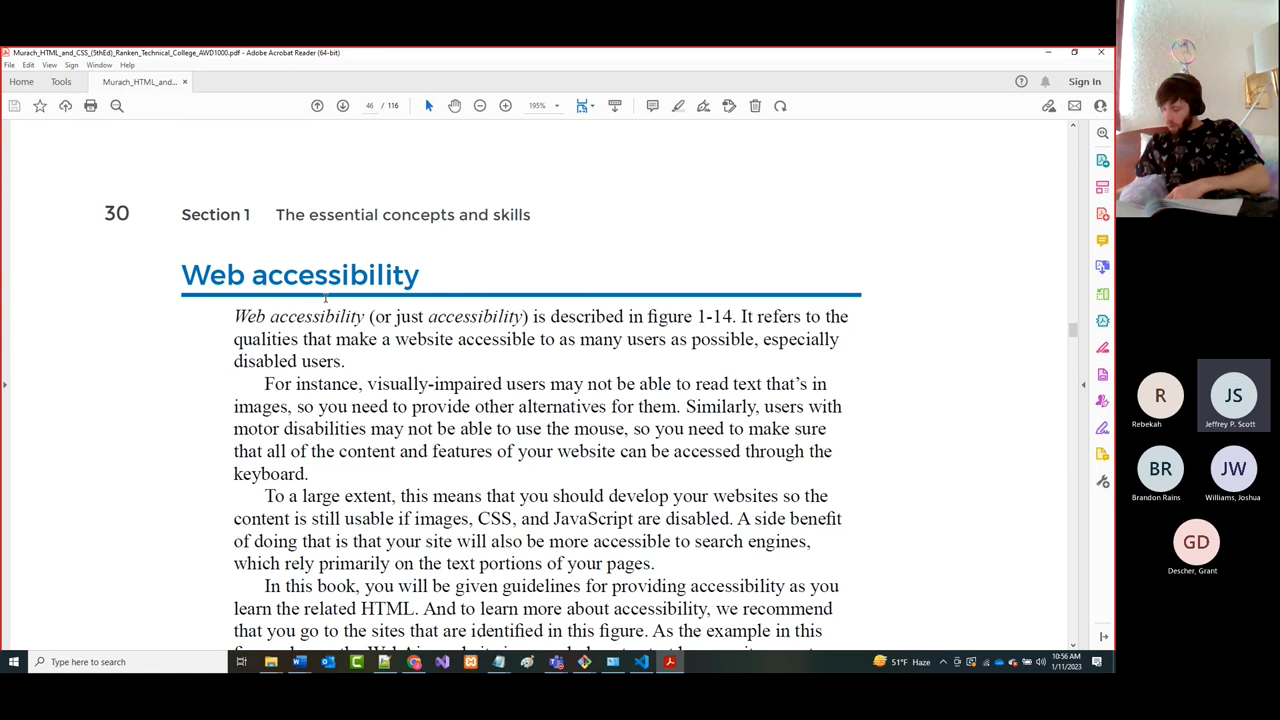 Murach_HTML_and_CSS_(5thEd)_Ranken_Technical_College_AWD1000.pdf - Adobe Acrobat Reader (64-bit)
File Edit View Sign Window Help
Home Tools Murach_HTML_and... × Sign In
46 / 116 195%
30 Section 1 The essential concepts and skills
Web accessibility
Web accessibility (or just accessibility) is described in figure 1-14. It refers to the
qualities that make a website accessible to as many users as possible, especially
disabled users.
For instance, visually-impaired users may not be able to read text that's in
images, so you need to provide other alternatives for them. Similarly, users with
motor disabilities may not be able to use the mouse, so you need to make sure
that all of the content and features of your website can be accessed through the
keyboard.
To a large extent, this means that you should develop your websites so the
content is still usable if images, CSS, and JavaScript are disabled. A side benefit
of doing that is that your site will also be more accessible to search engines,
which rely primarily on the text portions of your pages.
In this book, you will be given guidelines for providing accessibility as you
learn the related HTML. And to learn more about accessibility, we recommend
that you go to the sites that are identified in this figure. As the example in this
R
Rebekah
JS
Jeffrey P. Scott
BR
Brandon Rains
JW
Williams, Joshua
GD
Descher, Grant
Type here to search
51°F Haze
10:56 AM
1/11/2023